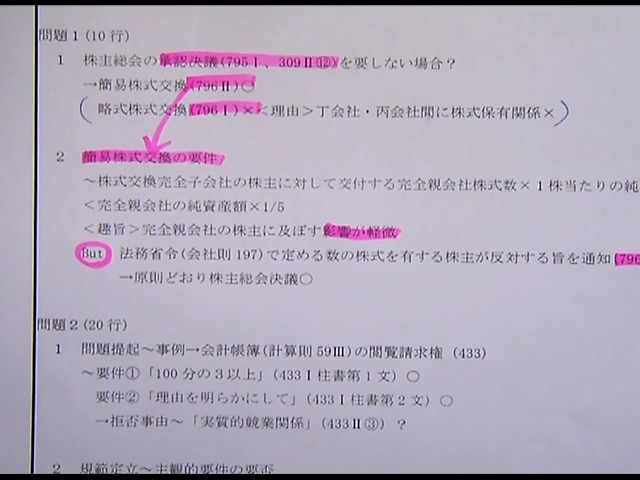 問題1(10行)
1 株主総会の承認決議(795Ⅰ、309Ⅱ⑫)を要しない場合?
→簡易株式交換(796Ⅱ)○
(略式株式交換(796Ⅰ)×<理由>丁会社・丙会社間に株式保有関係×)
2 簡易株式交換の要件
~株式交換完全子会社の株主に対して交付する完全親会社株式数×1株当たりの純
<完全親会社の純資産額×1/5
<趣旨>完全親会社の株主に及ぼす影響が軽微
But 法務省令(会社則197)で定める数の株式を有する株主が反対する旨を通知(796
→原則どおり株主総会決議○
問題2(20行)
1 問題提起~事例→会計帳簿(計算則59Ⅲ)の閲覧請求権(433)
~要件①「100分の3以上」(433Ⅰ柱書第1文)○
要件②「理由を明らかにして」(433Ⅰ柱書第2文)○
→拒否事由~「実質的競業関係」(433Ⅱ③)?
2 規範定立~主観的要件の要否